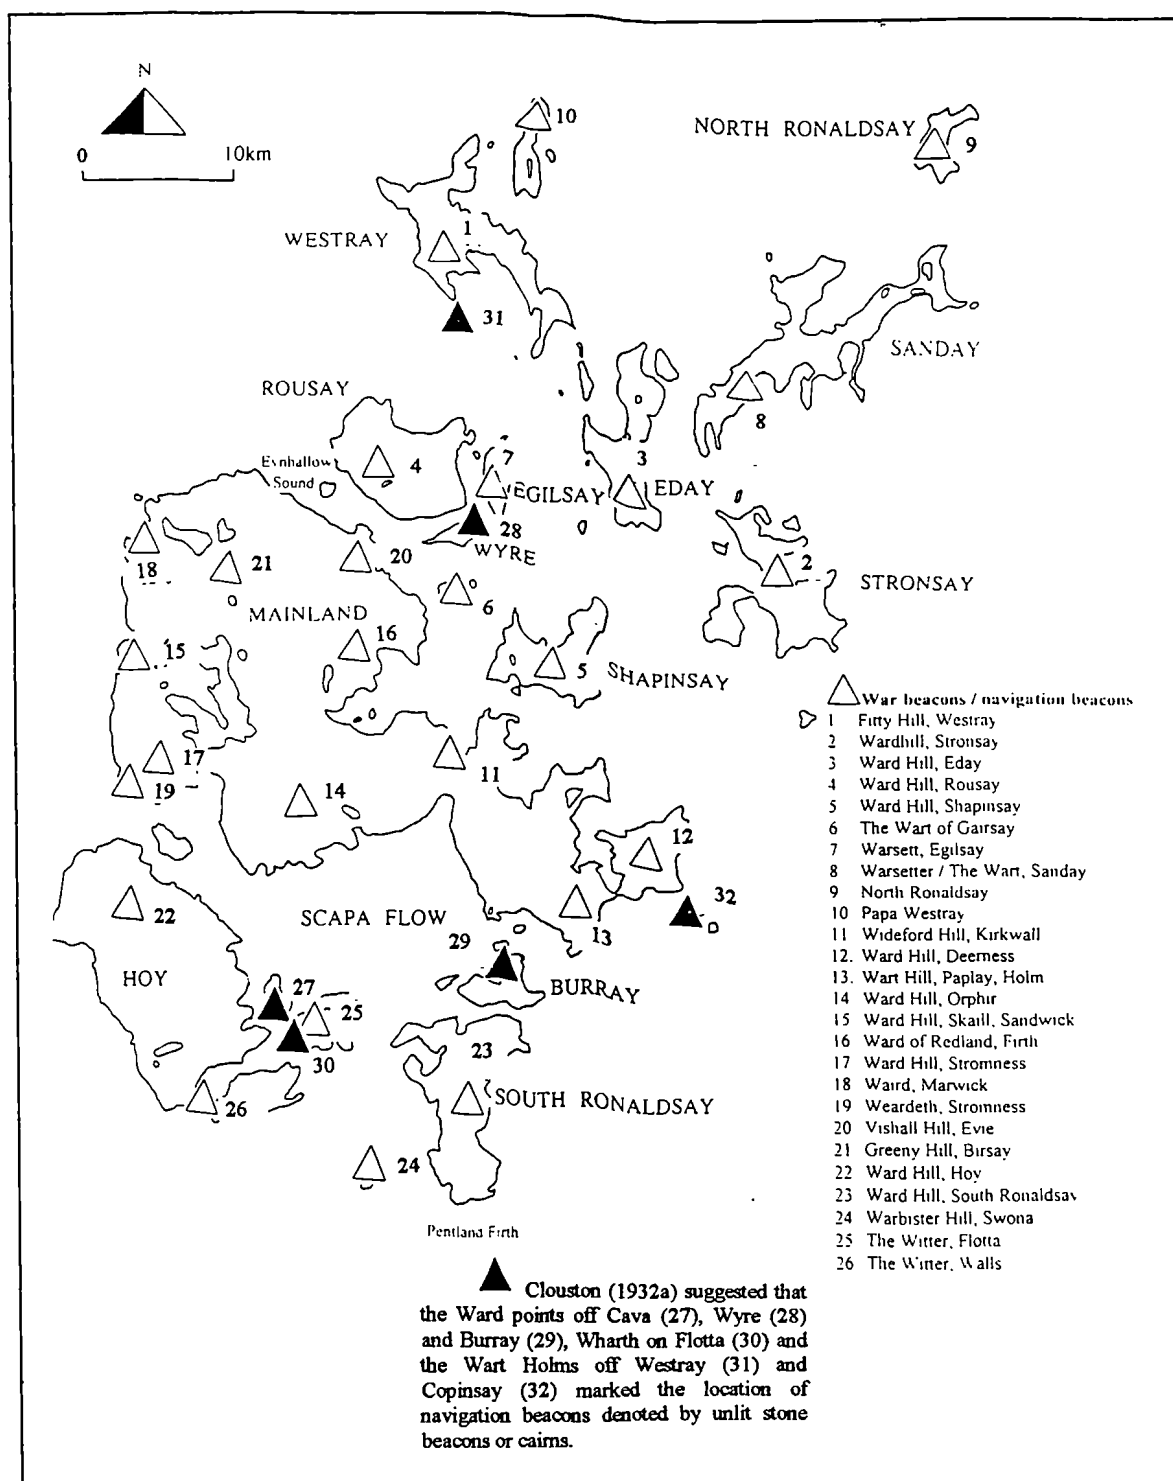 N
0 10km
10
NORTH RONALDSAY
9
WESTRAY
1
31
SANDAY
ROUSAY
8
Eynhallow
Sound
4
7
3
EGILSAY
EDAY
28
WYRE
18
21
20
2
STRONSAY
6
MAINLAND
16
15
5
SHAPINSAY
17
19
11
14
12
22
SCAPA FLOW
32
13
29
HOY
27
BURRAY
25
30
23
26
SOUTH RONALDSAY
24
Pentland Firth
War beacons / navigation beacons
1 Fitty Hill, Westray
2 Wardhill, Stronsay
3 Ward Hill, Eday
4 Ward Hill, Rousay
5 Ward Hill, Shapinsay
6 The Wart of Gairsay
7 Warsett, Egilsay
8 Warsetter / The Wart, Sanday
9 North Ronaldsay
10 Papa Westray
11 Wideford Hill, Kirkwall
12. Ward Hill, Deerness
13. Wart Hill, Paplay, Holm
14 Ward Hill, Orphir
15 Ward Hill, Skaill, Sandwick
16 Ward of Redland, Firth
17 Ward Hill, Stromness
18 Waird, Marwick
19 Weardeth, Stromness
20 Vishall Hill, Evie
21 Greeny Hill, Birsay
22 Ward Hill, Hoy
23 Ward Hill, South Ronaldsay
24 Warbister Hill, Swona
25 The Witter, Flotta
26 The Witter, Walls
Clouston (1932a) suggested that
the Ward points off Cava (27), Wyre (28)
and Burray (29), Wharth on Flotta (30) and
the Wart Holms off Westray (31) and
Copinsay (32) marked the location of
navigation beacons denoted by unlit stone
beacons or cairns.